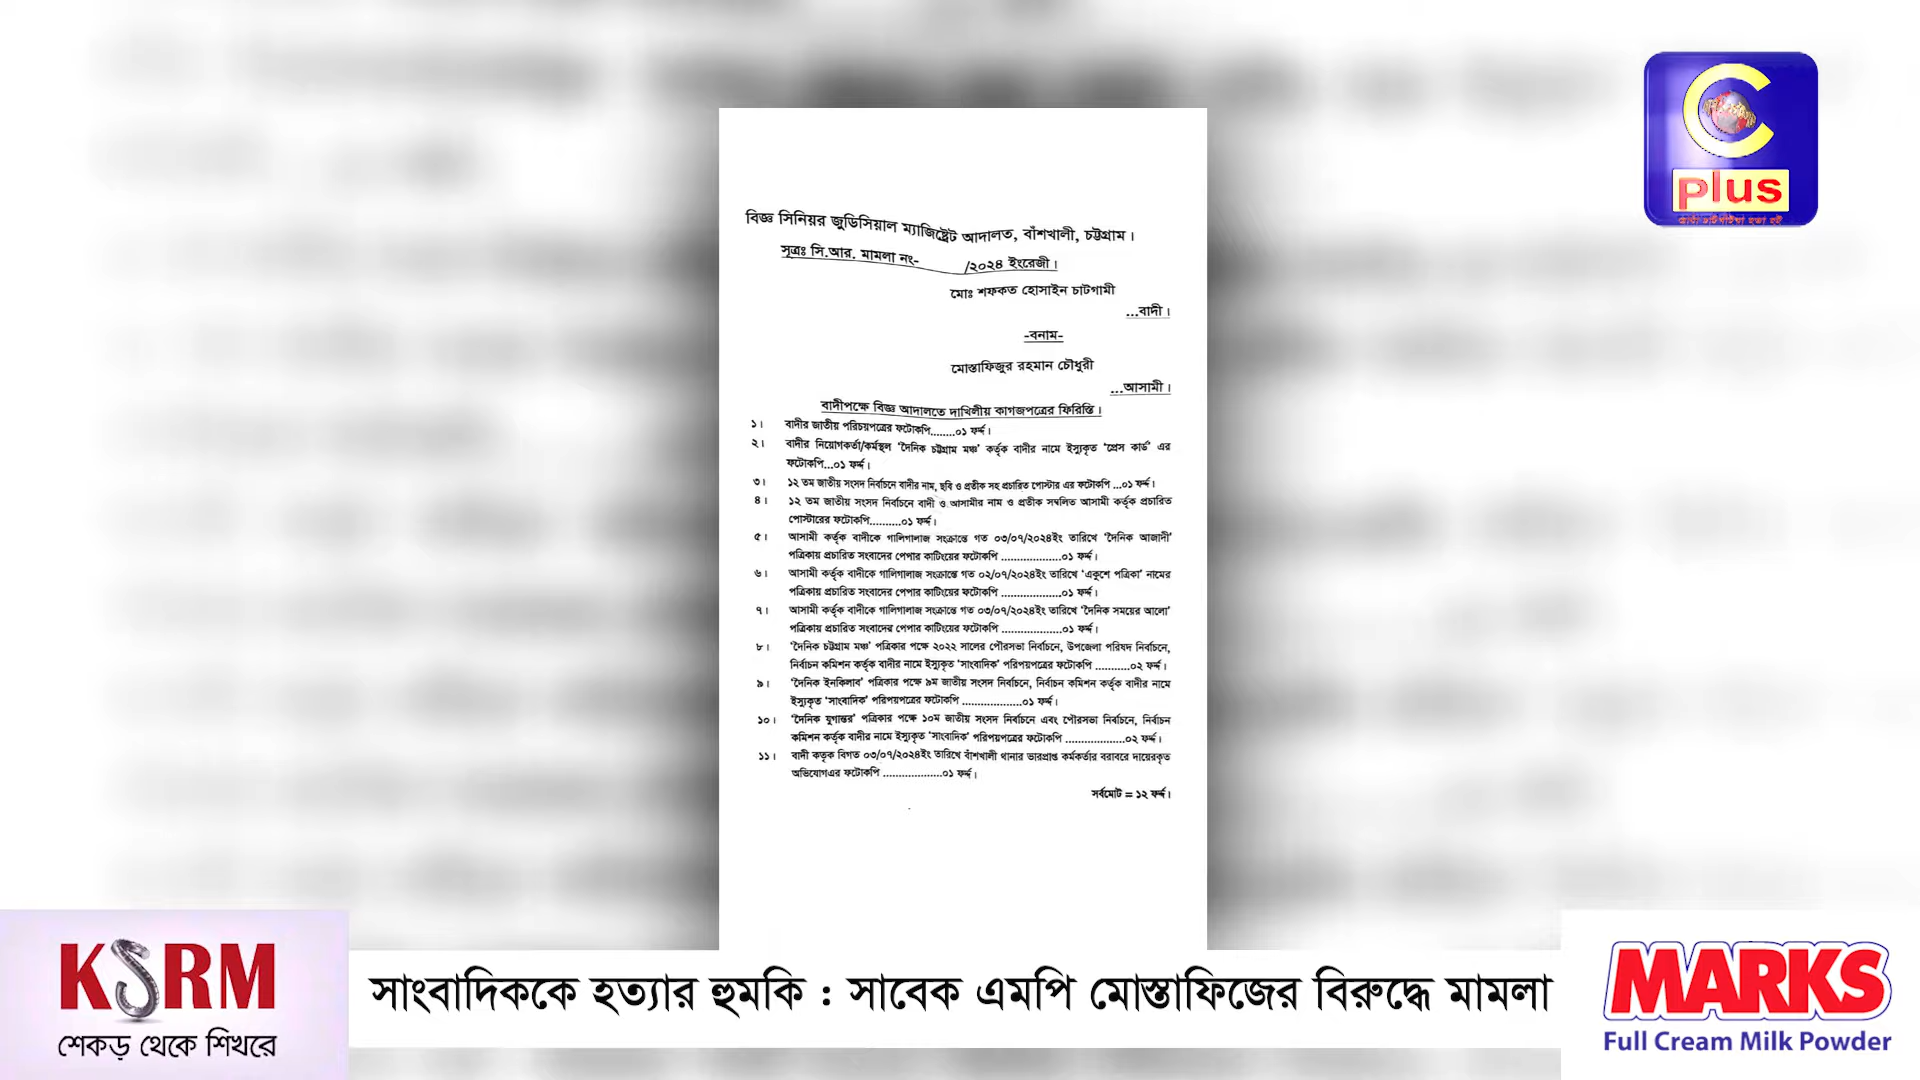 C
plus
বিজ্ঞ সিনিয়র জুডিসিয়াল ম্যাজিষ্ট্রেট আদালত, বাঁশখালী, চট্টগ্রাম।
সূত্রঃ সি.আর. মামলা নং- /২০২৪ ইংরেজী।
মোঃ শফকত হোসাইন চাটগামী
...বাদী।
-বনাম-
মোস্তাফিজুর রহমান চৌধুরী
...আসামী।
বাদীপক্ষে বিজ্ঞ আদালতে দাখিলীয় কাগজপত্রের ফিরিস্তি।
১। বাদীর জাতীয় পরিচয়পত্রের ফটোকপি........০১ ফর্দ্দ।
২। বাদীর নিয়োগকর্তা/কর্মস্থল ‘দৈনিক চট্টগ্রাম মঞ্চ’ কর্তৃক বাদীর নামে ইস্যুকৃত ‘প্রেস কার্ড’ এর
ফটোকপি...০১ ফর্দ্দ।
৩। ১২ তম জাতীয় সংসদ নির্বাচনে বাদীর নাম, ছবি ও প্রতীক সহ প্রচারিত পোস্টার এর ফটোকপি ...০১ ফর্দ্দ।
৪। ১২ তম জাতীয় সংসদ নির্বাচনে বাদী ও আসামীর নাম ও প্রতীক সম্বলিত আসামী কর্তৃক প্রচারিত
পোস্টারের ফটোকপি..........০১ ফর্দ্দ।
৫। আসামী কর্তৃক বাদীকে গালিগালাজ সংক্রান্তে গত ০৩/০৭/২০২৪ইং তারিখে ‘দৈনিক আজাদী’
পত্রিকায় প্রচারিত সংবাদের পেপার কাটিংয়ের ফটোকপি ...................০১ ফর্দ্দ।
৬। আসামী কর্তৃক বাদীকে গালিগালাজ সংক্রান্তে গত ০২/০৭/২০২৪ইং তারিখে ‘একুশে পত্রিকা’ নামের
পত্রিকায় প্রচারিত সংবাদের পেপার কাটিংয়ের ফটোকপি ...................০১ ফর্দ্দ।
৭। আসামী কর্তৃক বাদীকে গালিগালাজ সংক্রান্তে গত ০৩/০৭/২০২৪ইং তারিখে ‘দৈনিক সময়ের আলো’
পত্রিকায় প্রচারিত সংবাদের পেপার কাটিংয়ের ফটোকপি ...................০১ ফর্দ্দ।
৮। ‘দৈনিক চট্টগ্রাম মঞ্চ’ পত্রিকার পক্ষে ২০২২ সালের পৌরসভা নির্বাচনে, উপজেলা পরিষদ নির্বাচনে,
নির্বাচন কমিশন কর্তৃক বাদীর নামে ইস্যুকৃত ‘সাংবাদিক’ পরিপয়পত্রের ফটোকপি ...........০২ ফর্দ্দ।
৯। ‘দৈনিক ইনকিলাব’ পত্রিকার পক্ষে ৯ম জাতীয় সংসদ নির্বাচনে, নির্বাচন কমিশন কর্তৃক বাদীর নামে
ইস্যুকৃত ‘সাংবাদিক’ পরিপয়পত্রের ফটোকপি ...................০১ ফর্দ্দ।
১০। ‘দৈনিক যুগান্তর’ পত্রিকার পক্ষে ১০ম জাতীয় সংসদ নির্বাচনে এবং পৌরসভা নির্বাচনে, নির্বাচন
কমিশন কর্তৃক বাদীর নামে ইস্যুকৃত ‘সাংবাদিক’ পরিপয়পত্রের ফটোকপি ...................০২ ফর্দ্দ।
১১। বাদী কতৃক বিগত ০৩/০৭/২০২৪ইং তারিখে বাঁশখালী থানার ভারপ্রাপ্ত কর্মকর্তার বরাবরে দায়েরকৃত
অভিযোগএর ফটোকপি ...................০১ ফর্দ্দ।
সর্বমোট = ১২ ফর্দ্দ।
KSRM
শেকড় থেকে শিখরে
সাংবাদিককে হত্যার হুমকি : সাবেক এমপি মোস্তাফিজের বিরুদ্ধে মামলা
MARKS
Full Cream Milk Powder